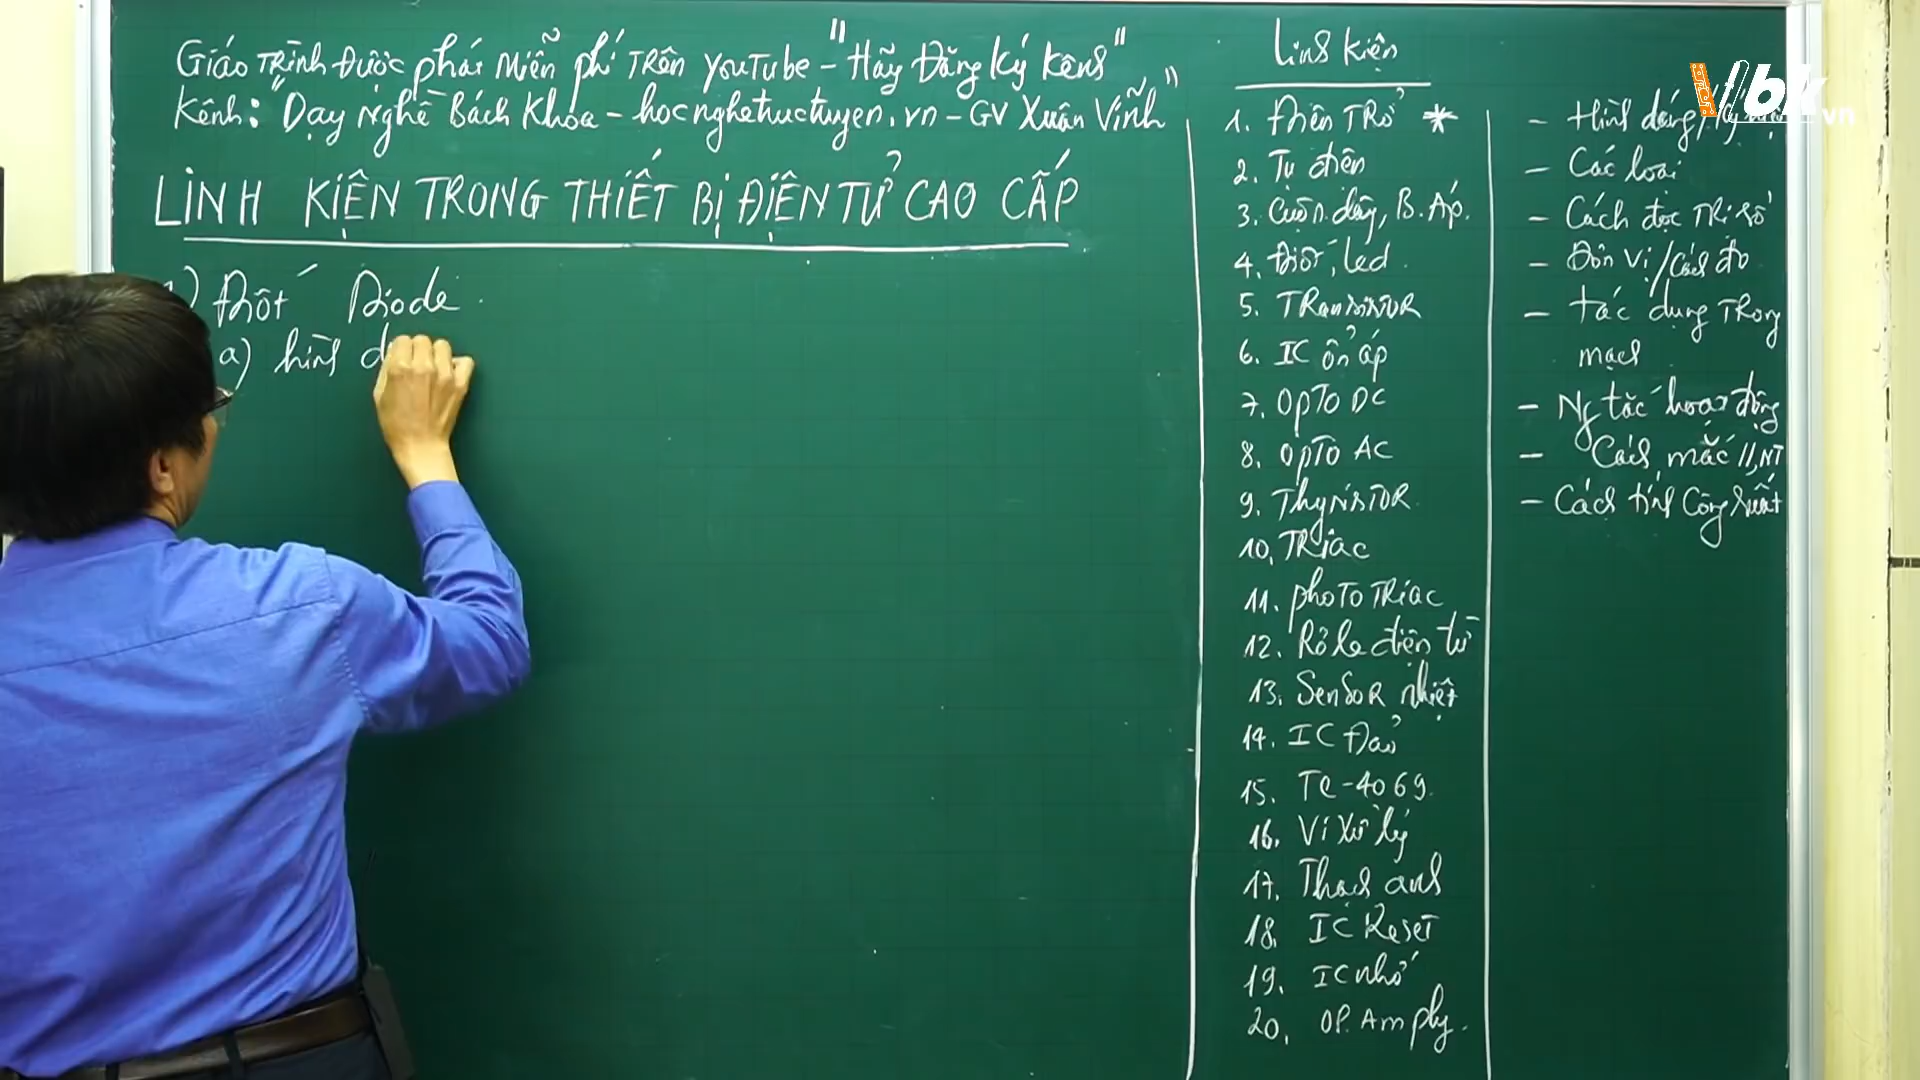 Giáo trình được phát miễn phí trên YouTube - "Hãy Đăng ký kênh"
Kênh: "Dạy Nghề Bách Khoa - hocnghetructuyen.vn - GV Xuân Vinh"
LINH KIỆN TRONG THIẾT BỊ ĐIỆN TỬ CAO CẤP
) Điốt Diode
a) hình d
Linh kiện
1. Điện Trở *
2. Tụ điện
3. Cuộn dây, B. Áp.
4. Điốt, led.
5. Transistor
6. IC ổn áp
7. OPTO DC
8. OPTO AC
9. Thyristor
10. Triac
11. photo Triac
12. Rơ le điện từ
13. Sensor nhiệt
14. IC Đảo
15. TC-4069.
16. Vi xử lý
17. Thạch anh
18. IC Reset
19. IC nhớ
20. OP. Amply.
- Hình dáng/ký
- Các loại
- Cách đọc Trị số
- Đơn vị/Cách đo
- Tác dụng Trong
mạch
- Ng tắc hoạt động
- Cách mắc //, NT
- Cách tính Công suất
bk.vn